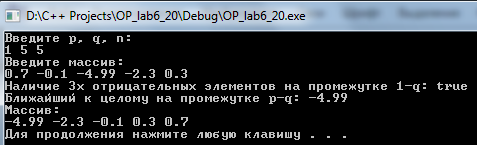 D:\C++ Projects\OP_lab6_20\Debug\OP_lab6_20.exe
Введите p, q, n:
1 5 5
Введите массив:
0.7 -0.1 -4.99 -2.3 0.3
Наличие 3х отрицательных элементов на промежутке 1-q: true
Ближайший к целому на промежутке p-q: -4.99
Массив:
-4.99 -2.3 -0.1 0.3 0.7
Для продолжения нажмите любую клавишу . . .